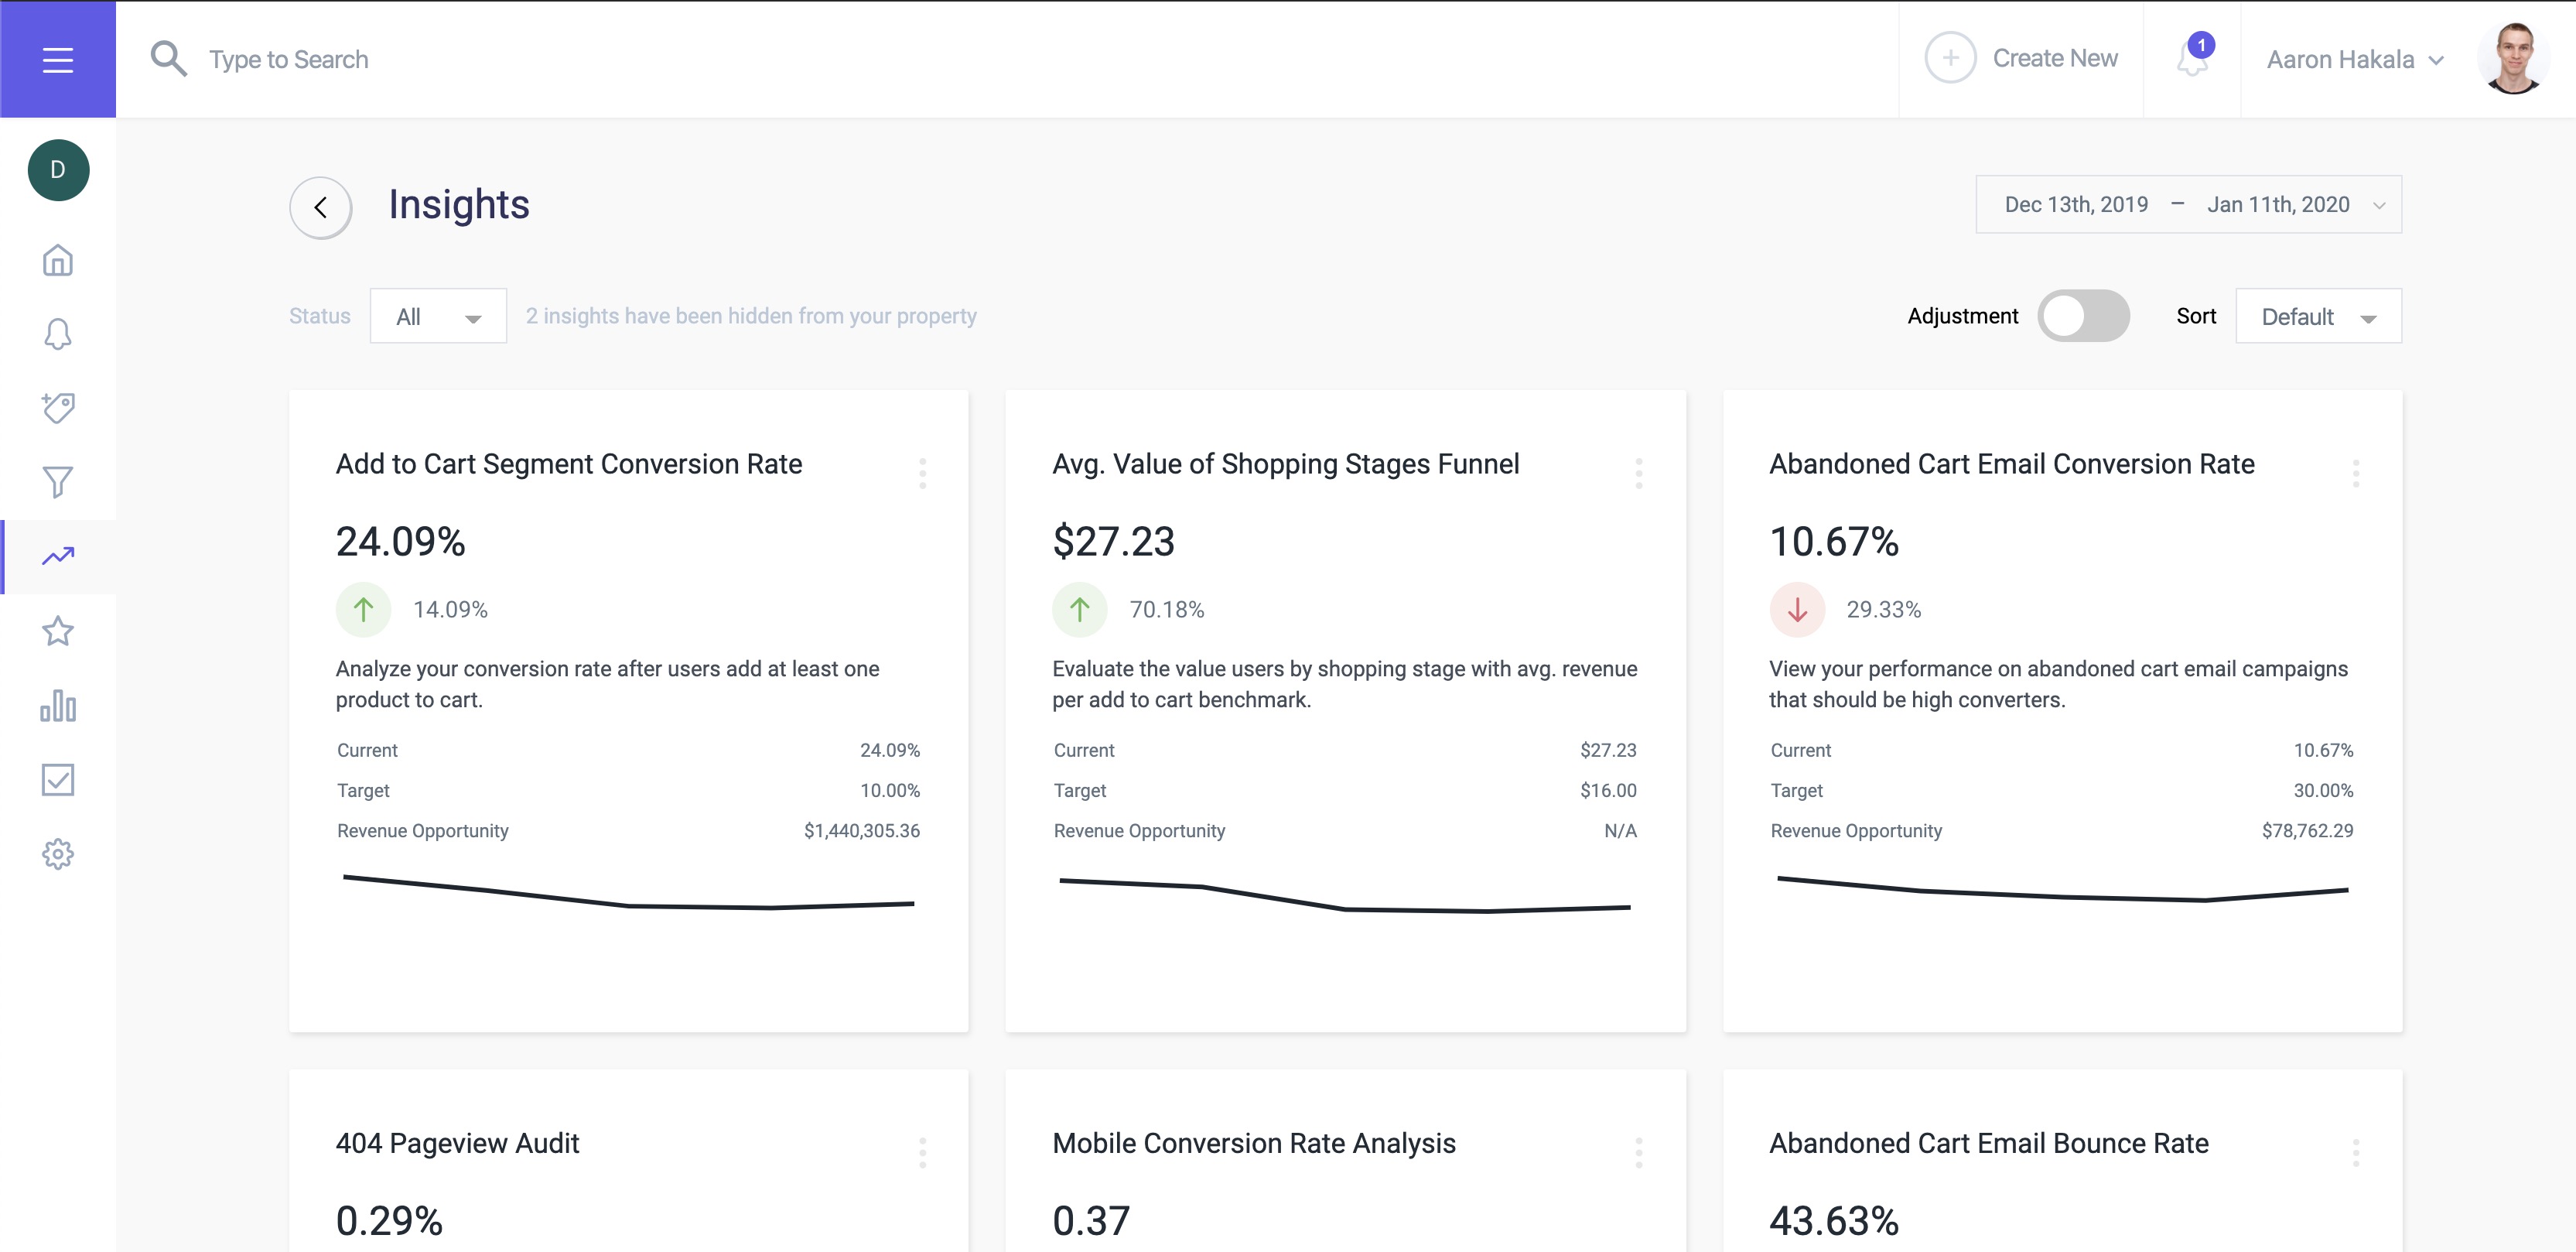 Type to Search
Create New
1
Aaron Hakala
D
Insights
Dec 13th, 2019 – Jan 11th, 2020
Status
All
2 insights have been hidden from your property
Adjustment
Sort
Default
Add to Cart Segment Conversion Rate
24.09%
14.09%
Analyze your conversion rate after users add at least one
product to cart.
Current 24.09%
Target 10.00%
Revenue Opportunity $1,440,305.36
Avg. Value of Shopping Stages Funnel
$27.23
70.18%
Evaluate the value users by shopping stage with avg. revenue
per add to cart benchmark.
Current $27.23
Target $16.00
Revenue Opportunity N/A
Abandoned Cart Email Conversion Rate
10.67%
29.33%
View your performance on abandoned cart email campaigns
that should be high converters.
Current 10.67%
Target 30.00%
Revenue Opportunity $78,762.29
404 Pageview Audit
0.29%
Mobile Conversion Rate Analysis
0.37
Abandoned Cart Email Bounce Rate
43.63%